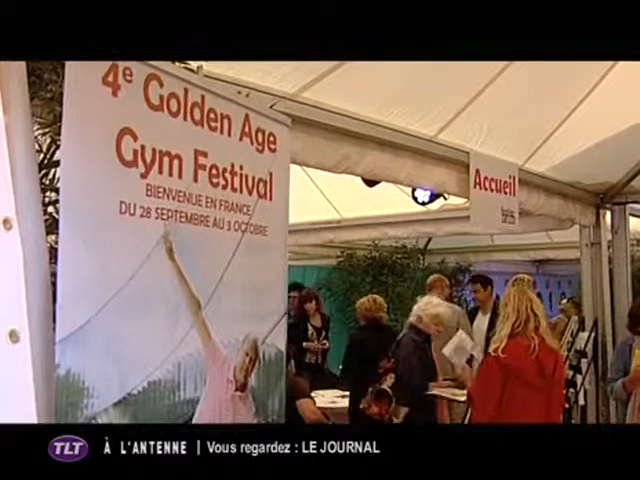 4e Golden Age
Gym Festival
BIENVENUE EN FRANCE
DU 28 SEPTEMBRE AU 3 OCTOBRE
Accueil
TLT À L'ANTENNE | Vous regardez : LE JOURNAL